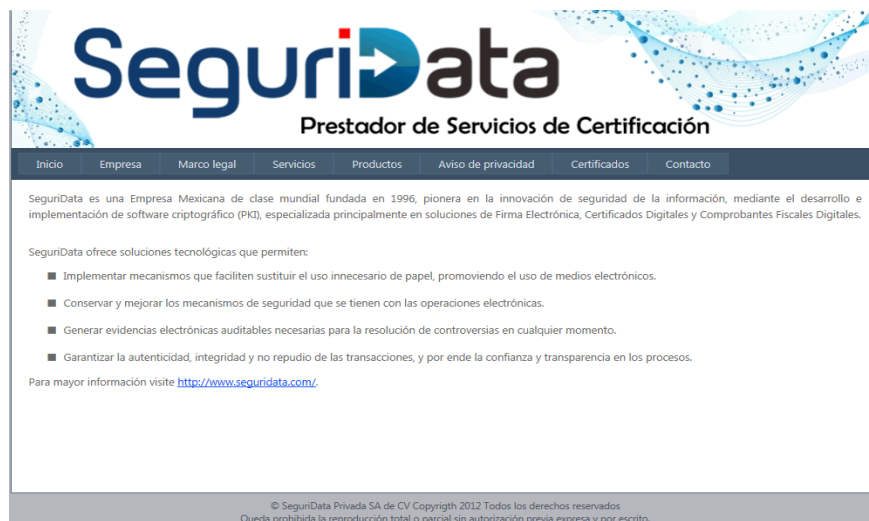 SeguriData
Prestador de Servicios de Certificación
Inicio Empresa Marco legal Servicios Productos Aviso de privacidad Certificados Contacto
SeguriData es una Empresa Mexicana de clase mundial fundada en 1996, pionera en la innovación de seguridad de la información, mediante el desarrollo e
implementación de software criptográfico (PKI), especializada principalmente en soluciones de Firma Electrónica, Certificados Digitales y Comprobantes Fiscales Digitales.
SeguriData ofrece soluciones tecnológicas que permiten:
Implementar mecanismos que faciliten sustituir el uso innecesario de papel, promoviendo el uso de medios electrónicos.
Conservar y mejorar los mecanismos de seguridad que se tienen con las operaciones electrónicas.
Generar evidencias electrónicas auditables necesarias para la resolución de controversias en cualquier momento.
Garantizar la autenticidad, integridad y no repudio de las transacciones, y por ende la confianza y transparencia en los procesos.
Para mayor información visite http://www.seguridata.com/.
© SeguriData Privada SA de CV Copyrigth 2012 Todos los derechos reservados
Queda prohibida la reproducción total o parcial sin autorización previa expresa y por escrito.